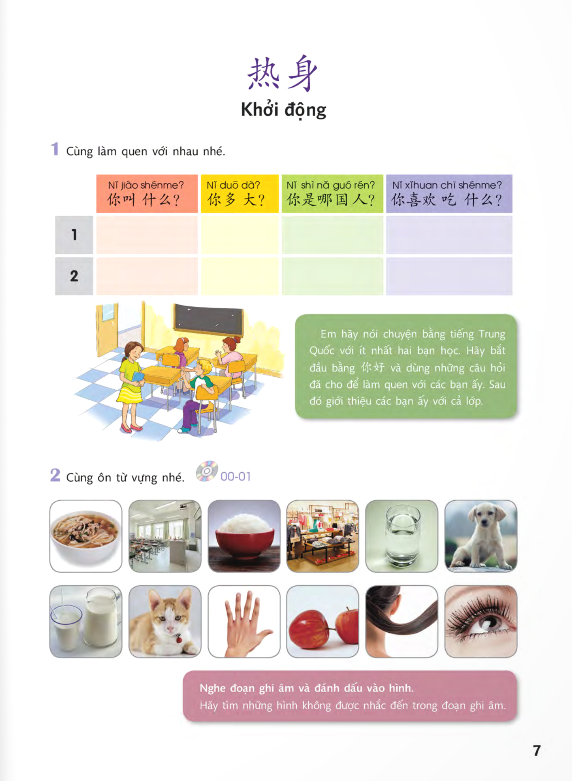 热身
Khởi động
1 Cùng làm quen với nhau nhé.
Nǐ jiào shénme?
你叫什么?
Nǐ duō dà?
你多大?
Nǐ shì nǎ guó rén?
你是哪国人?
Nǐ xǐhuan chī shénme?
你喜欢吃什么?
1
2
Em hãy nói chuyện bằng tiếng Trung
Quốc với ít nhất hai bạn học. Hãy bắt
đầu bằng 你好 và dùng những câu hỏi
đã cho để làm quen với các bạn ấy. Sau
đó giới thiệu các bạn ấy với cả lớp.
2 Cùng ôn từ vựng nhé. 00-01
Nghe đoạn ghi âm và đánh dấu vào hình.
Hãy tìm những hình không được nhắc đến trong đoạn ghi âm.
7